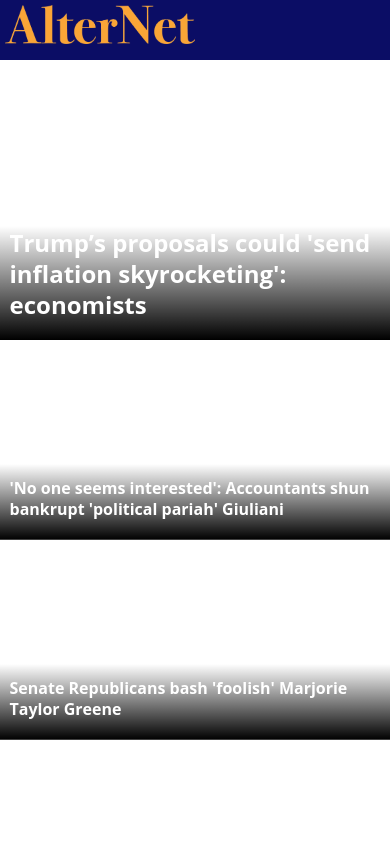 AlterNet
Trump’s proposals could 'send
inflation skyrocketing':
economists
'No one seems interested': Accountants shun
bankrupt 'political pariah' Giuliani
Senate Republicans bash 'foolish' Marjorie
Taylor Greene